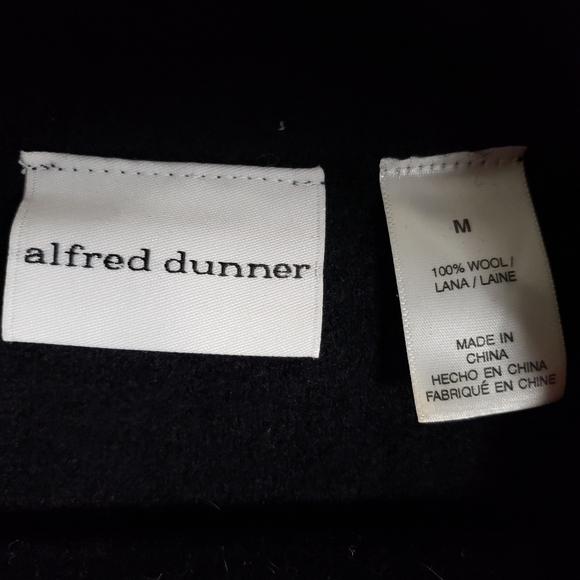 alfred dunner
M
100% WOOL /
LANA / LAINE
MADE IN
CHINA
HECHO EN CHINA
FABRIQUÉ EN CHINE